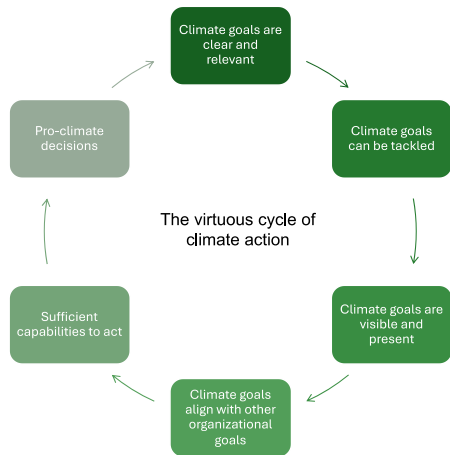 Climate goals are
clear and
relevant
Climate goals
can be tackled
Climate goals are
visible and
present
Climate goals
align with other
organizational
goals
Sufficient
capabilities to act
Pro-climate
decisions
The virtuous cycle of
climate action